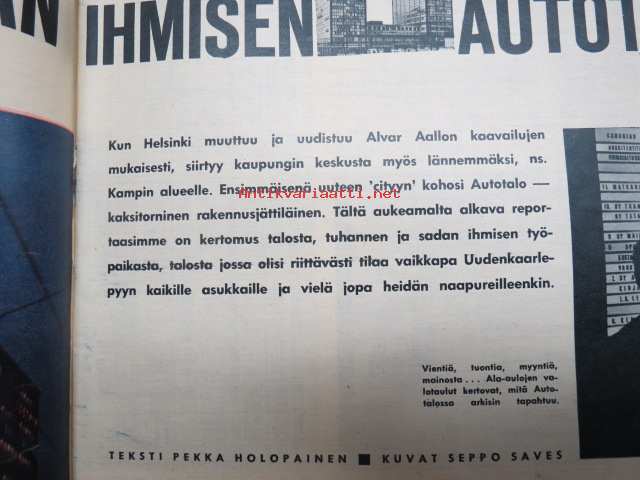 IHMISEN
Kun Helsinki muuttuu ja uudistuu Alvar Aallon kaavailujen
mukaisesti, siirtyy kaupungin keskusta myös lännemmäksi, ns.
Kampin alueelle. Ensimmäisenä uuteen 'cityyn' kohosi Autotalo —
Antikvariaatti.net
kaksitorninen rakennusjättiläinen. Tältä aukeamalta alkava repor-
taasimme on kertomus talosta, tuhannen ja sadan ihmisen työ-
paikasta, talosta jossa olisi riittävästi tilaa vaikkapa Uudenkaarle-
pyyn kaikille asukkaille ja vielä jopa heidän naapureilleenkin.
Vientiä, tuontia, myyntiä,
mainosta... Ala-aulojen va-
lotaulut kertovat, mitä Auto-
talossa arkisin tapahtuu.
TEKSTI PEKKA HOLOPAINEN ■ KUVAT SEPPO SAVES